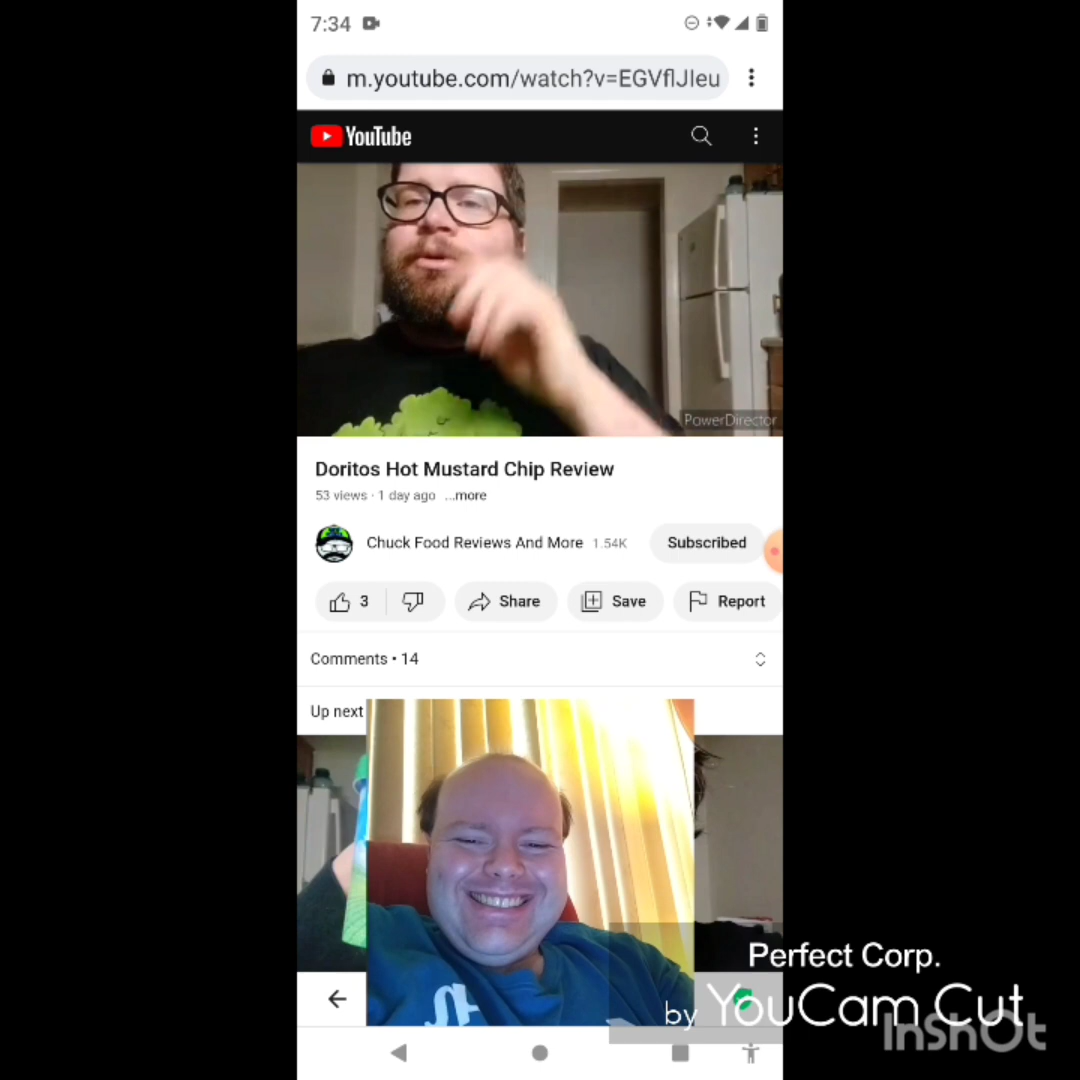 7:34
m.youtube.com/watch?v=EGVflJIeu
YouTube
PowerDirector
Doritos Hot Mustard Chip Review
53 views · 1 day ago ...more
Chuck Food Reviews And More 1.54K Subscribed
3 Share Save Report
Comments • 14
Up next
Perfect Corp.
by YouCam Cut
InShOt